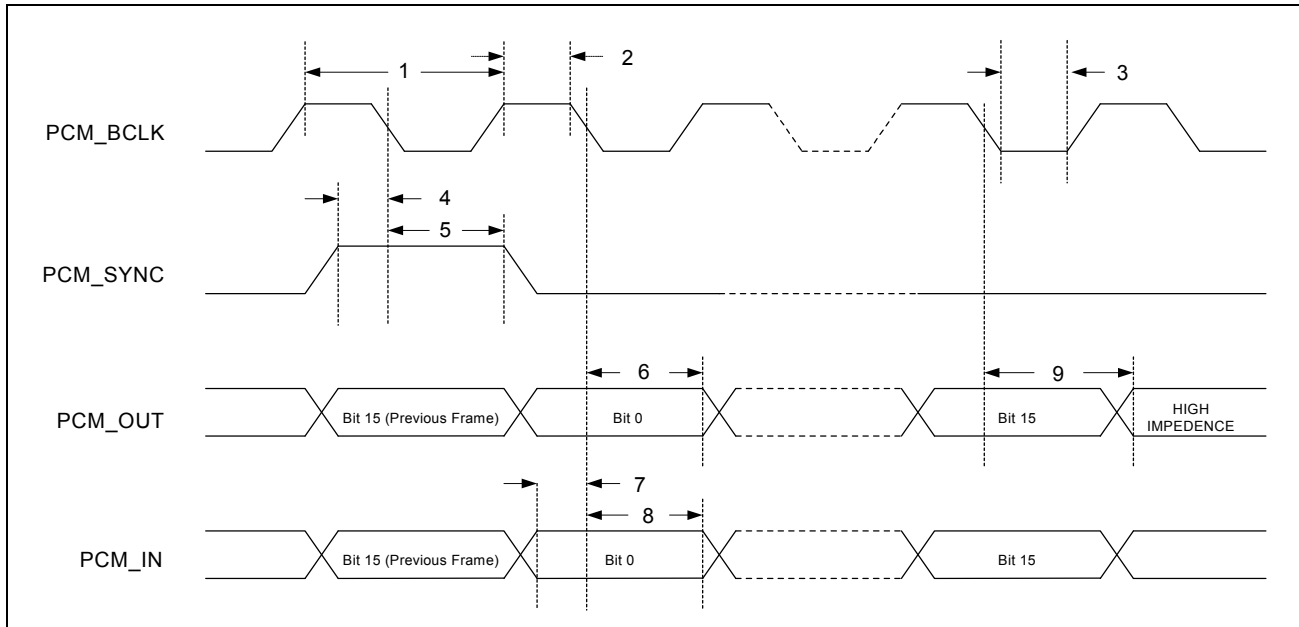 1
2
3
PCM_BCLK
4
5
PCM_SYNC
6
9
PCM_OUT
Bit 15 (Previous Frame)
Bit 0
Bit 15
HIGH
IMPEDENCE
7
8
PCM_IN
Bit 15 (Previous Frame)
Bit 0
Bit 15